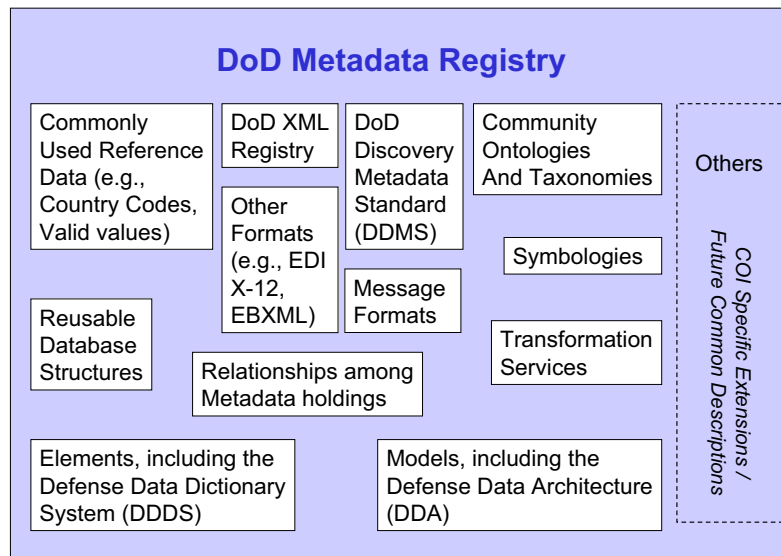 DoD Metadata Registry
Commonly
Used Reference
Data (e.g.,
Country Codes,
Valid values)
DoD XML
Registry
DoD
Discovery
Metadata
Standard
(DDMS)
Community
Ontologies
And Taxonomies
Others
Other
Formats
(e.g., EDI
X-12,
EBXML)
Symbologies
Message
Formats
Reusable
Database
Structures
Transformation
Services
Relationships among
Metadata holdings
COI Specific Extensions /
Future Common Descriptions
Elements, including the
Defense Data Dictionary
System (DDDS)
Models, including the
Defense Data Architecture
(DDA)